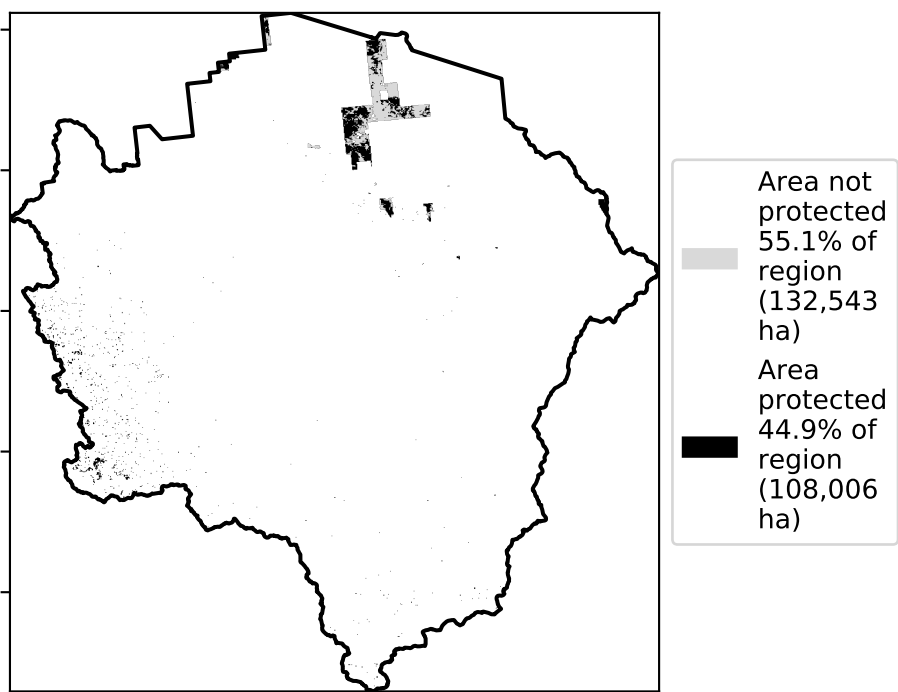 Area not
protected
55.1% of
region
(132,543
ha)
Area
protected
44.9% of
region
(108,006
ha)